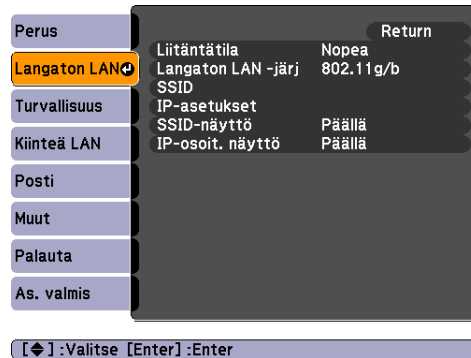 Perus
Langaton LAN
Turvallisuus
Kiinteä LAN
Posti
Muut
Palauta
As. valmis
Return
Liitäntätila Nopea
Langaton LAN -järj 802.11g/b
SSID
IP-asetukset
SSID-näyttö Päällä
IP-osoit. näyttö Päällä
[◆] :Valitse [Enter] :Enter